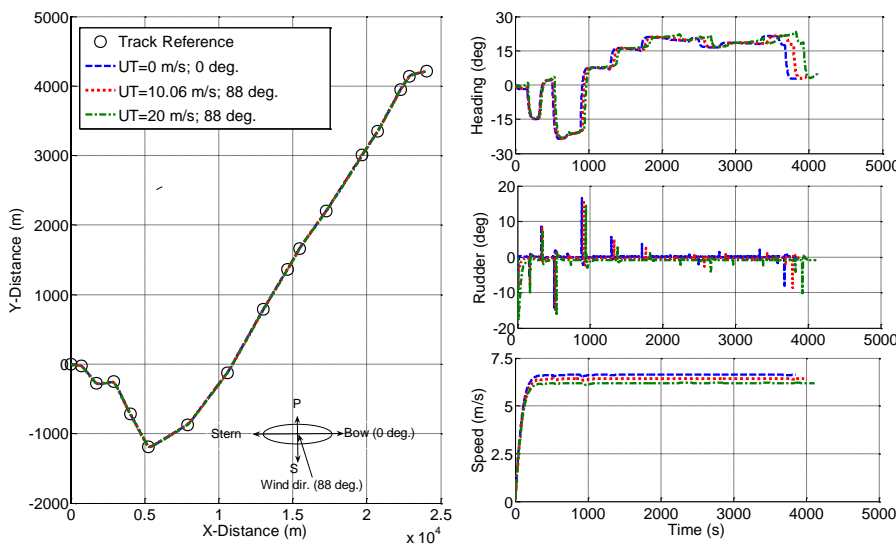 5000
4000
3000
2000
1000
0
-1000
-2000
Y-Distance (m)
Track Reference
UT=0 m/s; 0 deg.
UT=10.06 m/s; 88 deg.
UT=20 m/s; 88 deg.
P
Stern
Bow (0 deg.)
S
Wind dir. (88 deg.)
0 0.5 1 1.5 2 2.5
X-Distance (m)
x 10^4
30
15
0
-15
-30
Heading (deg)
0 1000 2000 3000 4000 5000
20
10
0
-10
-20
Rudder (deg)
0 1000 2000 3000 4000 5000
7.5
5
2.5
0
Speed (m/s)
0 1000 2000 3000 4000 5000
Time (s)